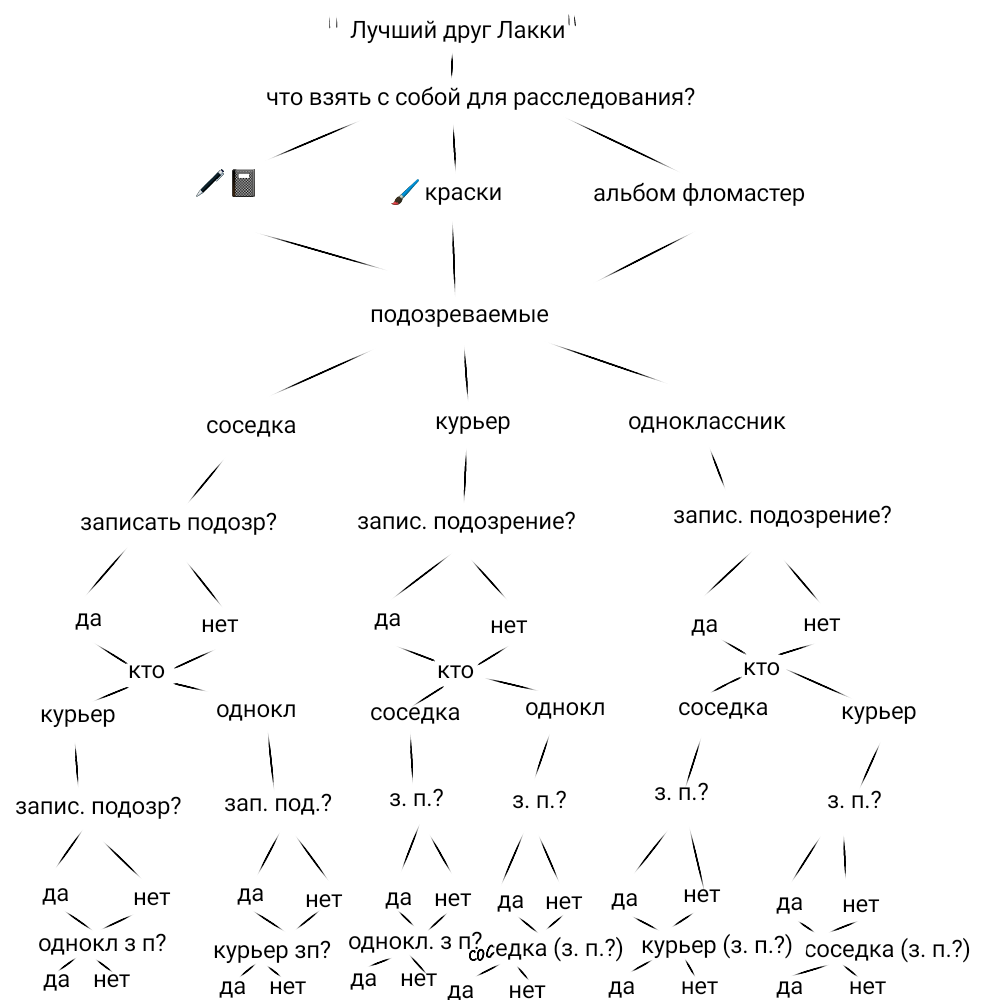 " Лучший друг Лакки"
что взять с собой для расследования?
краски альбом фломастер
подозреваемые
соседка курьер одноклассник
записать подозр? запис. подозрение? запис. подозрение?
да нет да нет да нет
кто кто кто
курьер однокл соседка однокл соседка курьер
запис. подозр? зап. под.? з. п.? з. п.? з. п.? з. п.?
да нет да нет да нет да нет да нет да нет
однокл з п? курьер зп? однокл. з п? соседка (з. п.?) курьер (з. п.?) соседка (з. п.?)
да нет да нет да нет да нет да нет да нет